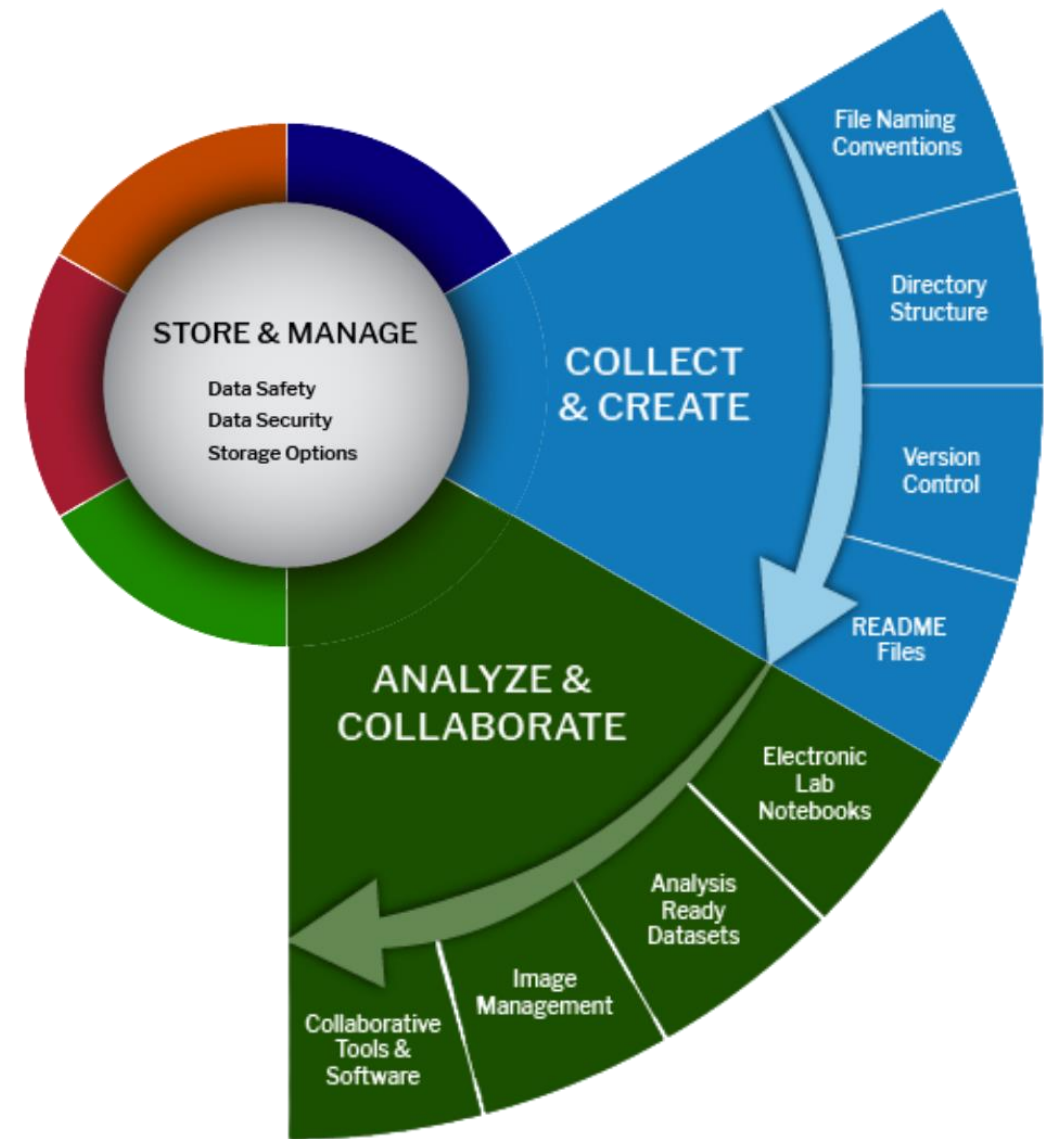 STORE & MANAGE
Data Safety
Data Security
Storage Options
COLLECT
& CREATE
File Naming
Conventions
Directory
Structure
Version
Control
README
Files
ANALYZE &
COLLABORATE
Electronic
Lab
Notebooks
Analysis
Ready
Datasets
Image
Management
Collaborative
Tools &
Software